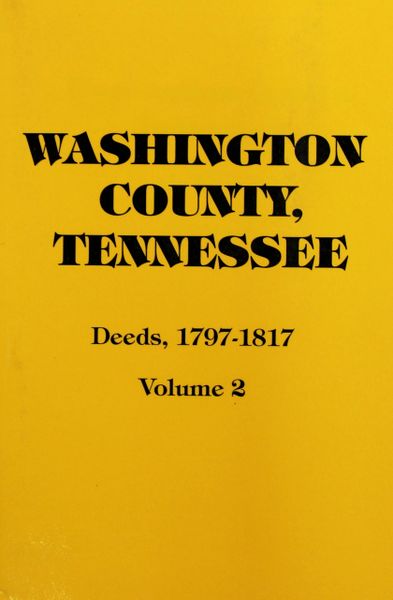 WASHINGTON
COUNTY,
TENNESSEE
Deeds, 1797-1817
Volume 2